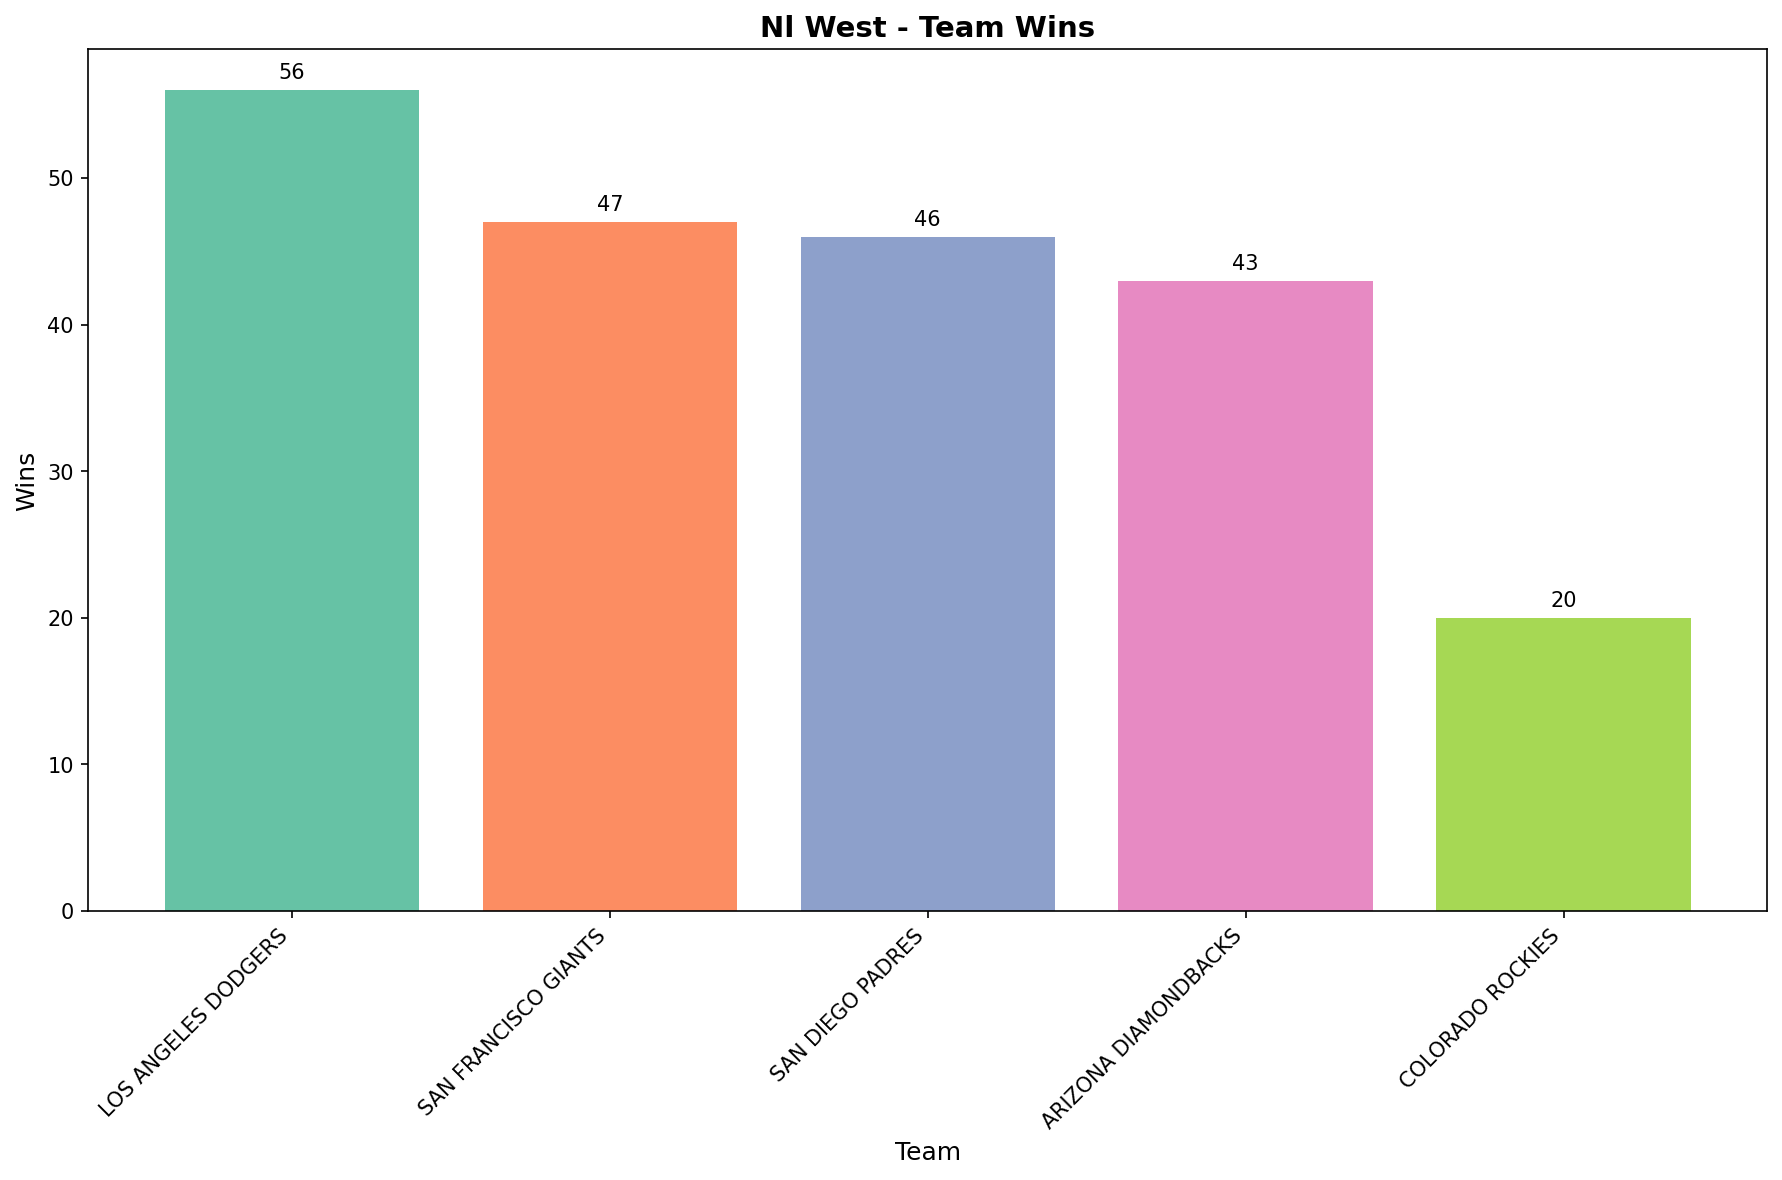 Nl West - Team Wins
56
47
46
43
20
50
40
30
20
10
0
Wins
LOS ANGELES DODGERS
SAN FRANCISCO GIANTS
SAN DIEGO PADRES
ARIZONA DIAMONDBACKS
COLORADO ROCKIES
Team